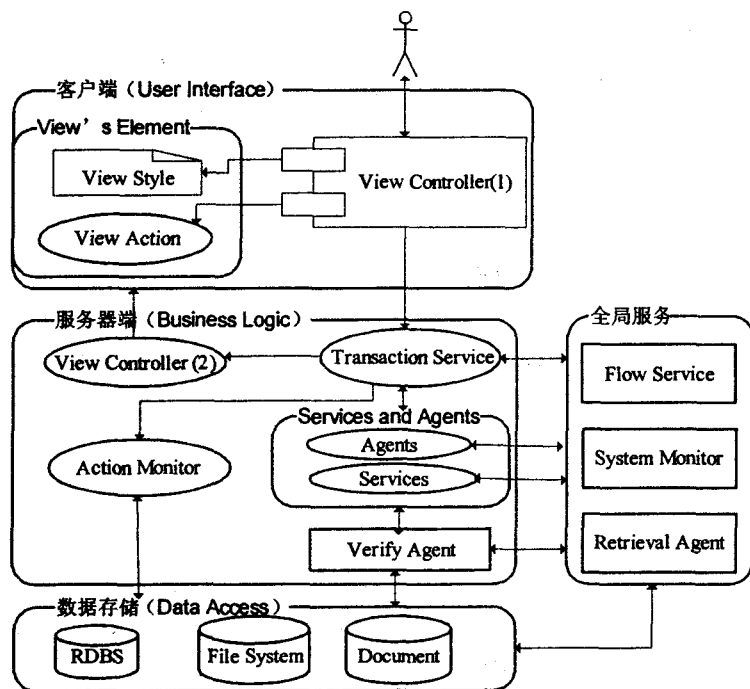 客户端（User Interface）
View's Element
View Style
View Controller(1)
View Action
服务器端（Business Logic）
全局服务
View Controller (2)
Transaction Service
Flow Service
Services and Agents
Agents
Action Monitor
System Monitor
Services
Verify Agent
Retrieval Agent
数据存储（Data Access）
RDBS
File System
Document